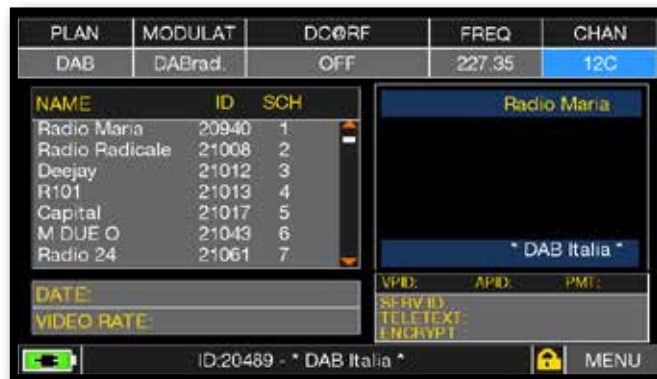 PLAN MODULAT DC@RF FREQ CHAN
DAB DABrad. OFF 227.35 12C
NAME ID SCH
Radio Maria 20940 1
Radio Radicale 21008 2
Deejay 21012 3
R101 21013 4
Capital 21017 5
M DUE O 21043 6
Radio 24 21061 7
Radio Maria
* DAB Italia *
DATE:
VIDEO RATE:
VPID: APID: PMT:
SERV ID:
TELETEXT:
ENCRYPT:
ID:20489 - * DAB Italia *
MENU